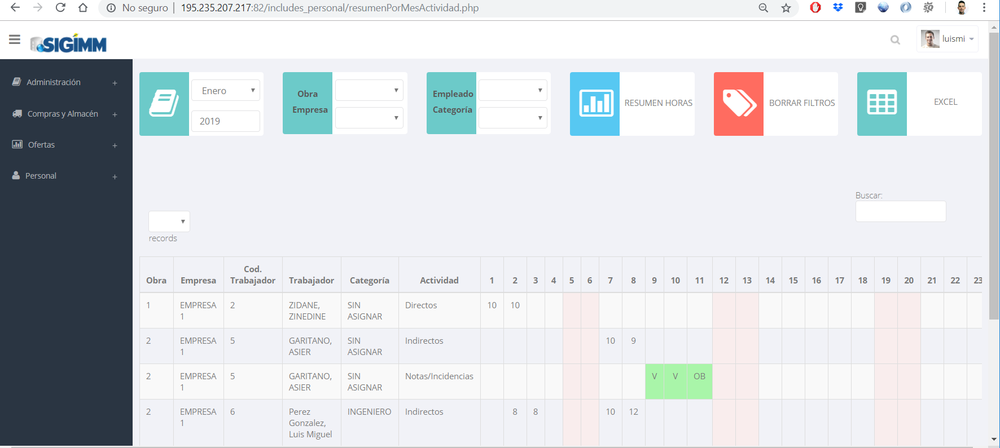 No seguro | 195.235.207.217:82/includes_personal/resumenPorMesActividad.php
SIGIMM
luismi
Administración +
Compras y Almacén +
Ofertas +
Personal +
Enero
2019
Obra
Empresa
Empleado
Categoría
RESUMEN HORAS
BORRAR FILTROS
EXCEL
Buscar:
records
Obra Empresa Cod. Trabajador Trabajador Categoría Actividad 1 2 3 4 5 6 7 8 9 10 11 12 13 14 15 16 17 18 19 20 21 22 23
1 EMPRESA 1 2 ZIDANE, ZINEDINE SIN ASIGNAR Directos 10 10
2 EMPRESA 1 5 GARITANO, ASIER SIN ASIGNAR Indirectos 10 9
2 EMPRESA 1 5 GARITANO, ASIER SIN ASIGNAR Notas/Incidencias V V OB
2 EMPRESA 1 6 Perez Gonzalez, Luis Miguel INGENIERO Indirectos 8 8 10 12